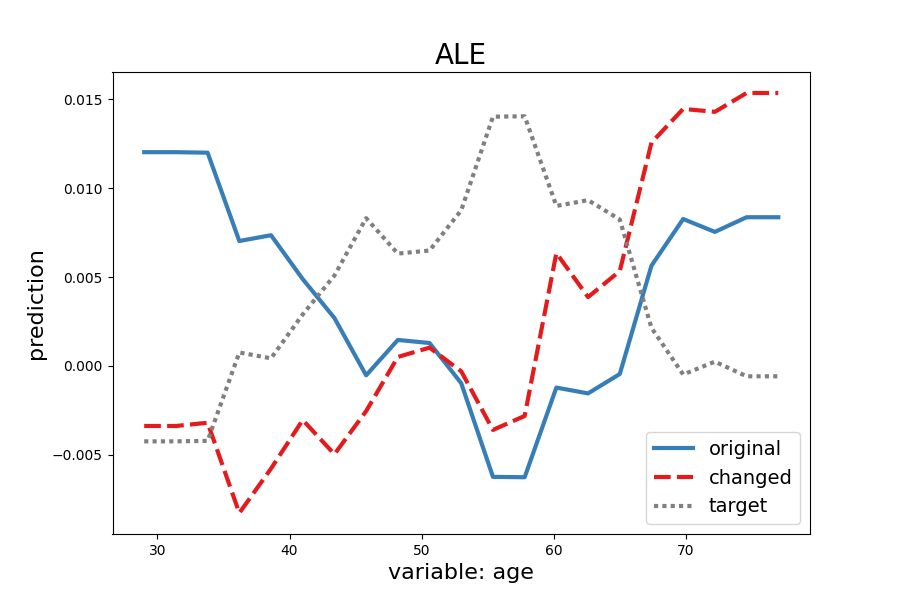 ALE
prediction
0.015
0.010
0.005
0.000
−0.005
30 40 50 60 70
variable: age
original
changed
target